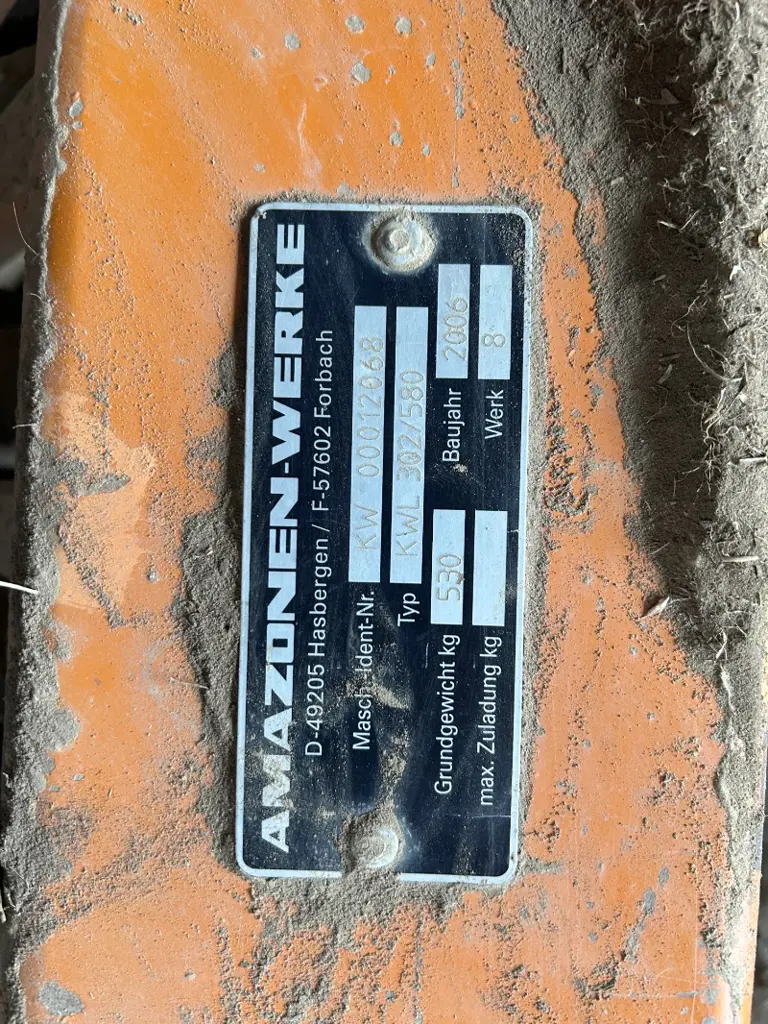 AMAZONEN-WERKE
D-49205 Hasbergen / F-57602 Forbach
Masch.-Ident-Nr. KW 00012068
Typ KWL 302/580
Grundgewicht kg 530 Baujahr 2006
max. Zuladung kg Werk 8